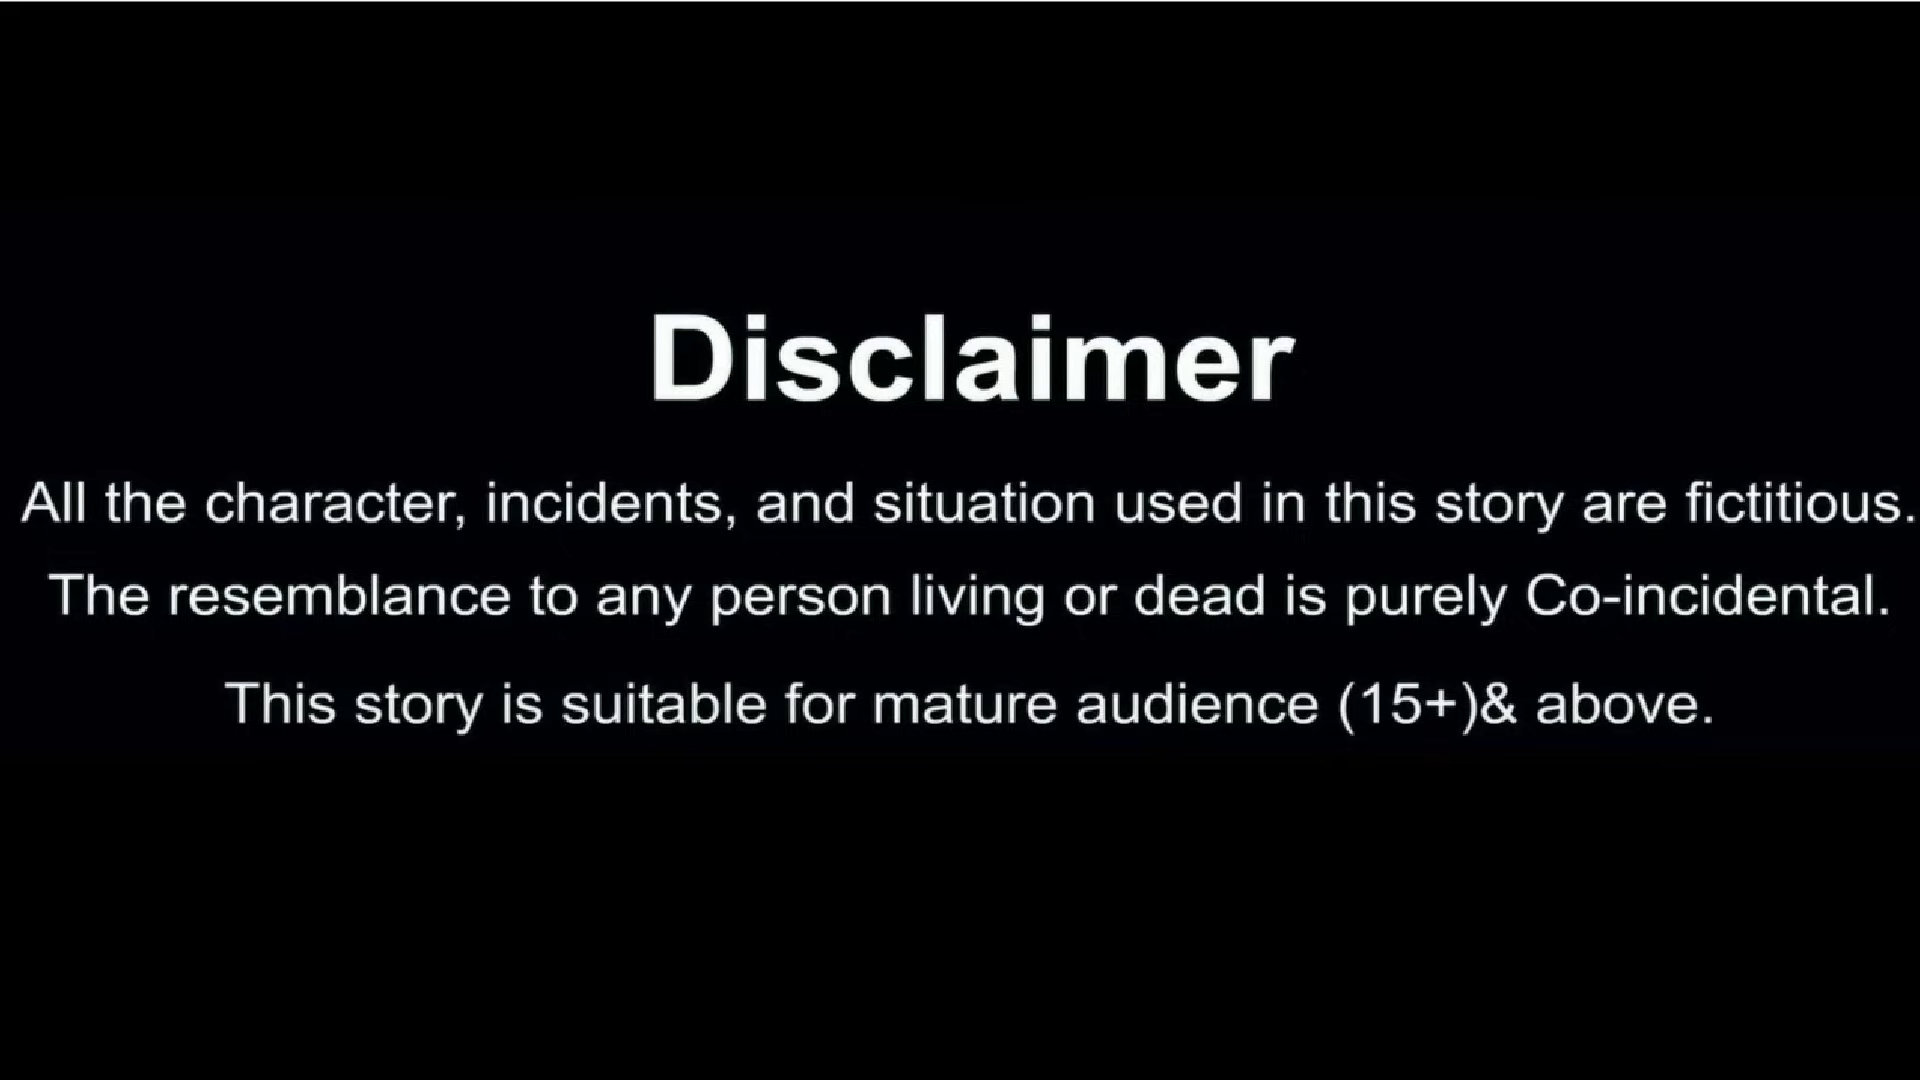 Disclaimer
All the character, incidents, and situation used in this story are fictitious.
The resemblance to any person living or dead is purely Co-incidental.
This story is suitable for mature audience (15+)& above.